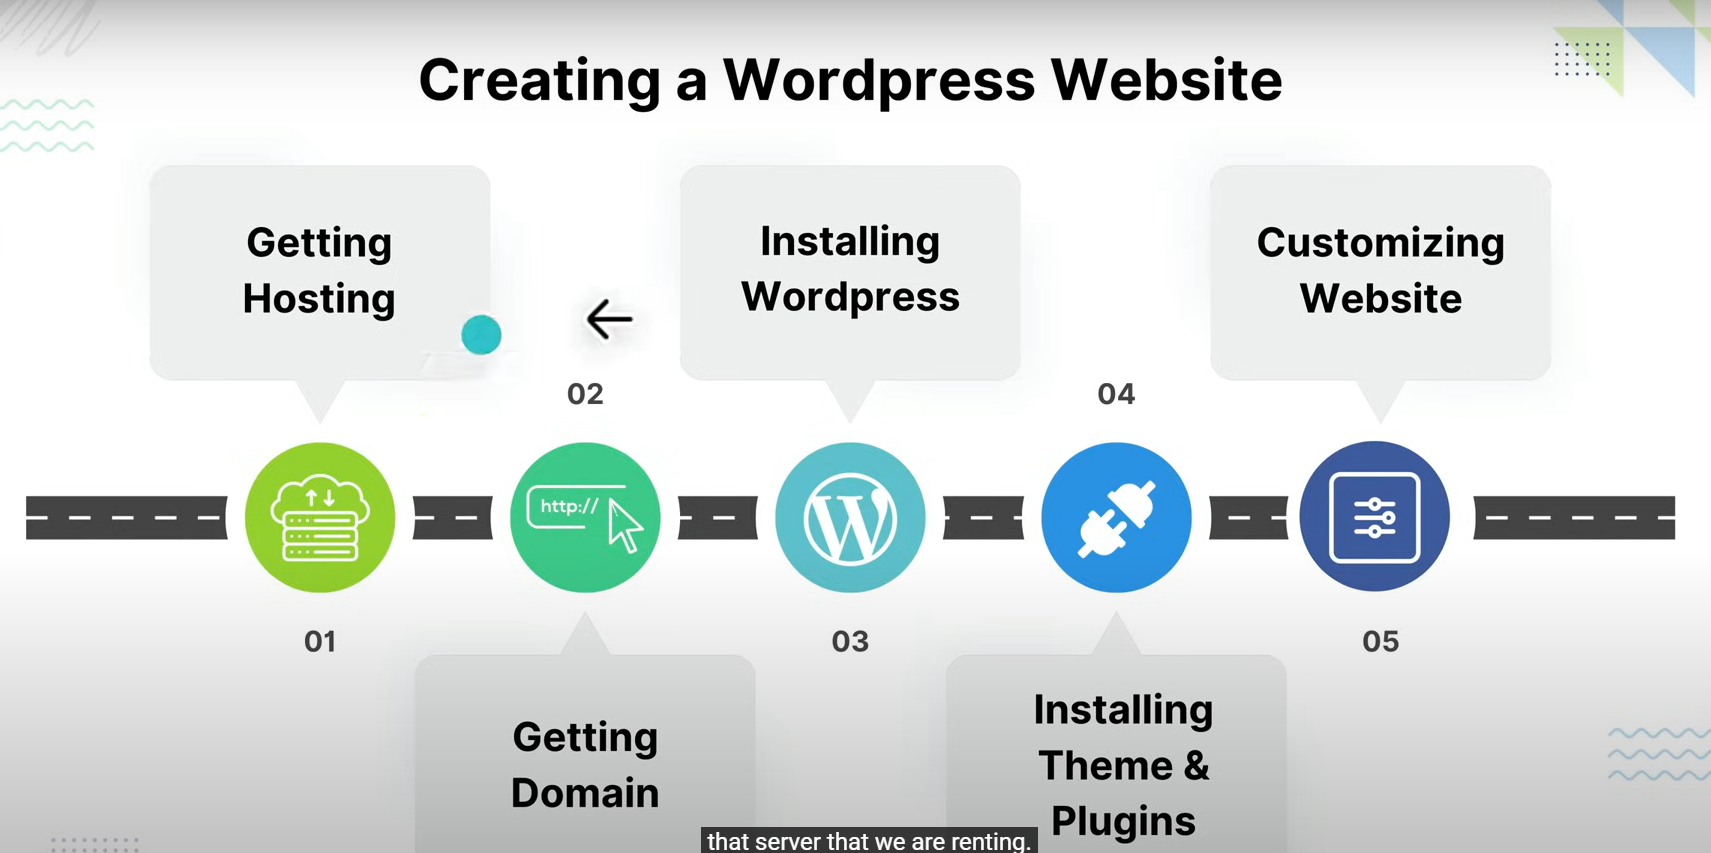 Creating a Wordpress Website
Getting
Hosting
Installing
Wordpress
Customizing
Website
02
04
http://
W
01
03
05
Getting
Domain
Installing
Theme &
Plugins
that server that we are renting.